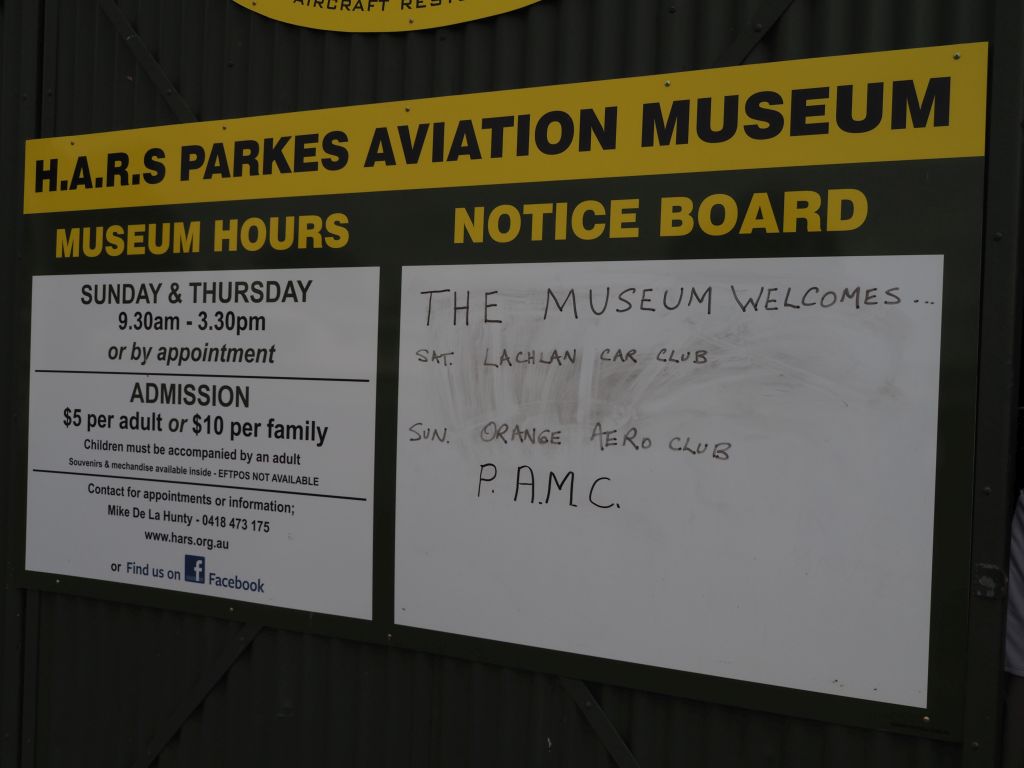 AIRCRAFT
H.A.R.S PARKES AVIATION MUSEUM
MUSEUM HOURS
SUNDAY & THURSDAY
9.30am - 3.30pm
or by appointment
ADMISSION
$5 per adult or $10 per family
Children must be accompanied by an adult
Souvenirs & mechandise available inside - EFTPOS NOT AVAILABLE
Contact for appointments or information;
Mike De La Hunty - 0418 473 175
www.hars.org.au
or Find us on f Facebook
NOTICE BOARD
THE MUSEUM WELCOMES...
SAT. LACHLAN CAR CLUB
SUN. ORANGE AERO CLUB
P.A.M.C.